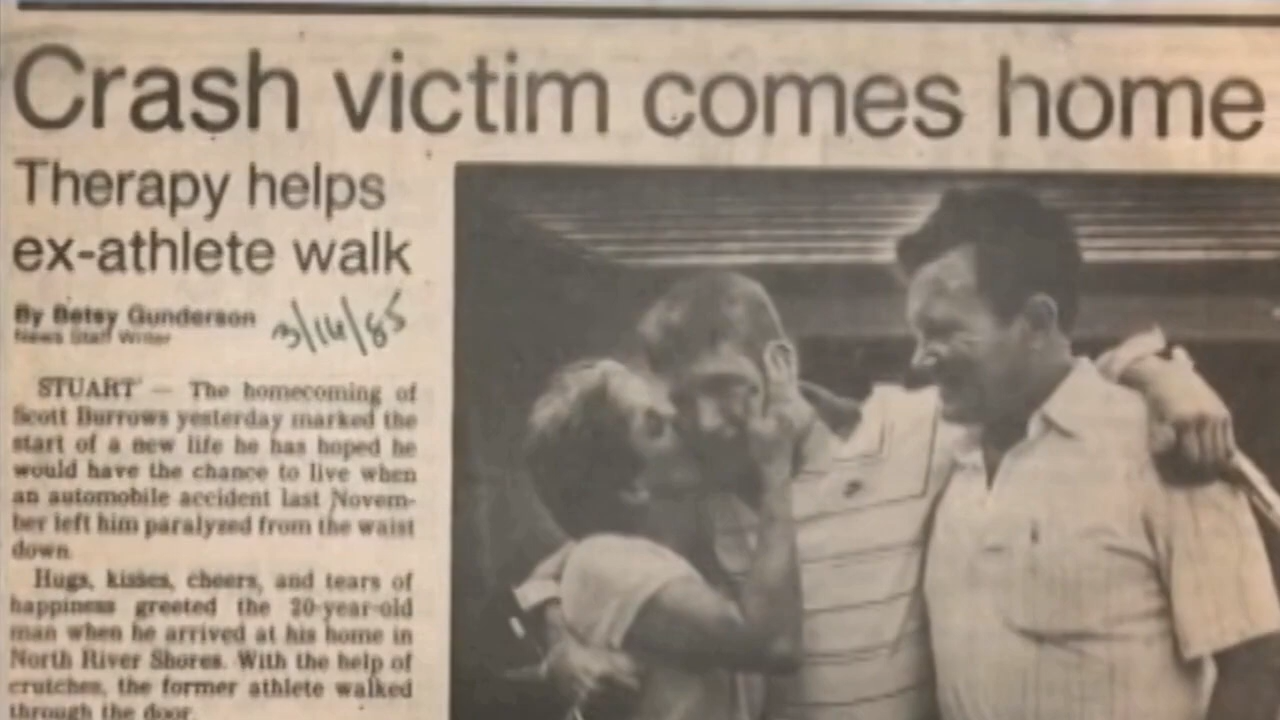 Crash victim comes home
Therapy helps
ex-athlete walk
By Betsy Gunderson
News Staff Writer
3/14/85
STUART — The homecoming of
Scott Burrows yesterday marked the
start of a new life he has hoped he
would have the chance to live when
an automobile accident last Novem-
ber left him paralyzed from the waist
down.
Hugs, kisses, cheers, and tears of
happiness greeted the 20-year-old
man when he arrived at his home in
North River Shores. With the help of
crutches, the former athlete walked
through the door.